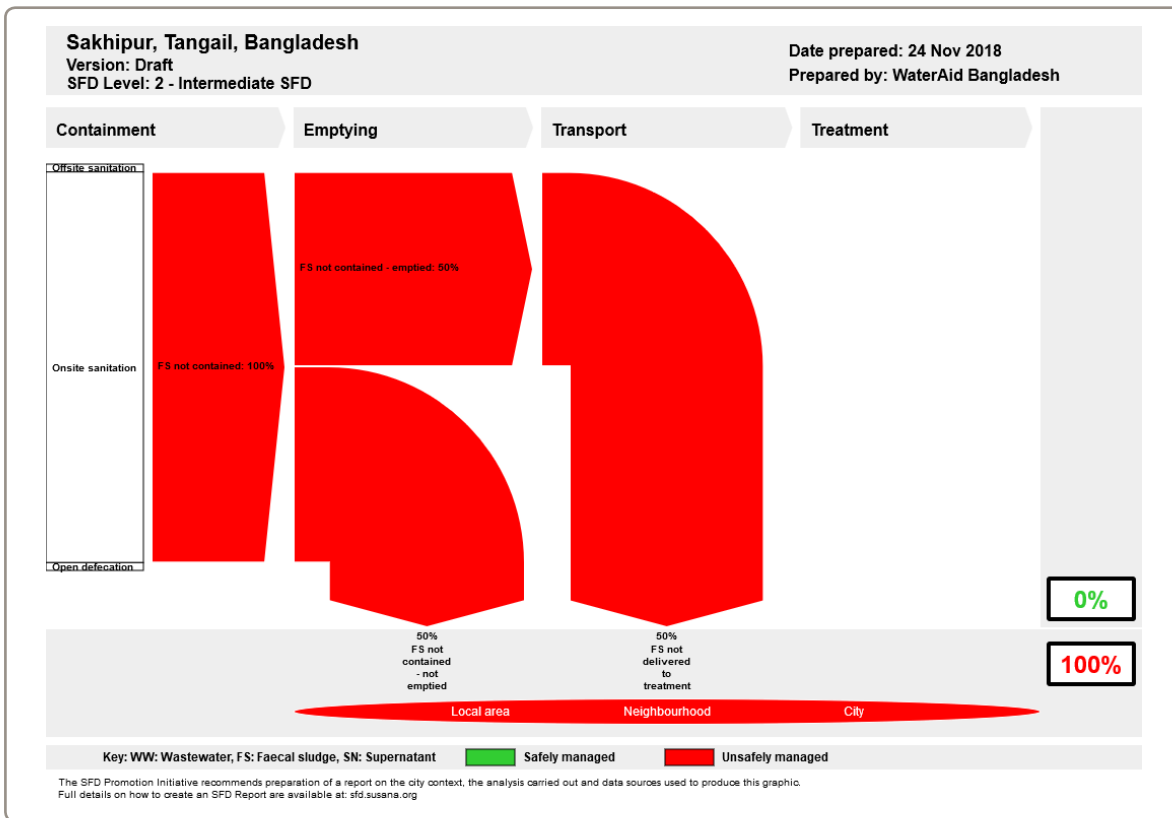 Sakhipur, Tangail, Bangladesh
Version: Draft
SFD Level: 2 - Intermediate SFD
Date prepared: 24 Nov 2018
Prepared by: WaterAid Bangladesh
Containment
Emptying
Transport
Treatment
Offsite sanitation
FS not contained - emptied: 50%
Onsite sanitation
FS not contained: 100%
Open defecation
0%
50%
FS not
contained
- not
emptied
50%
FS not
delivered
to
treatment
100%
Local area
Neighbourhood
City
Key: WW: Wastewater, FS: Faecal sludge, SN: Supernatant
Safely managed
Unsafely managed
The SFD Promotion Initiative recommends preparation of a report on the city context, the analysis carried out and data sources used to produce this graphic.
Full details on how to create an SFD Report are available at: sfd.susana.org